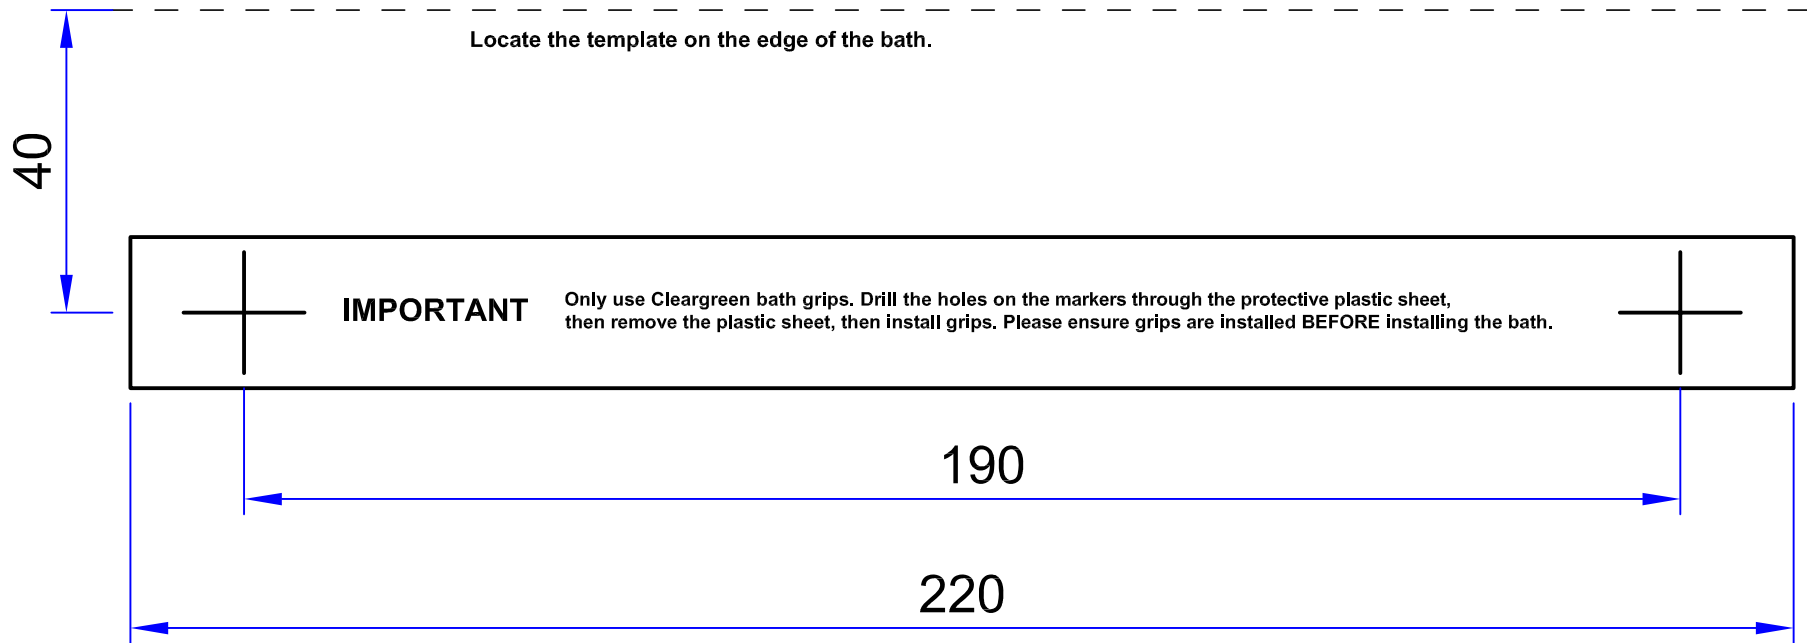 Locate the template on the edge of the bath.
40
IMPORTANT
Only use Cleargreen bath grips. Drill the holes on the markers through the protective plastic sheet,
then remove the plastic sheet, then install grips. Please ensure grips are installed BEFORE installing the bath.
190
220